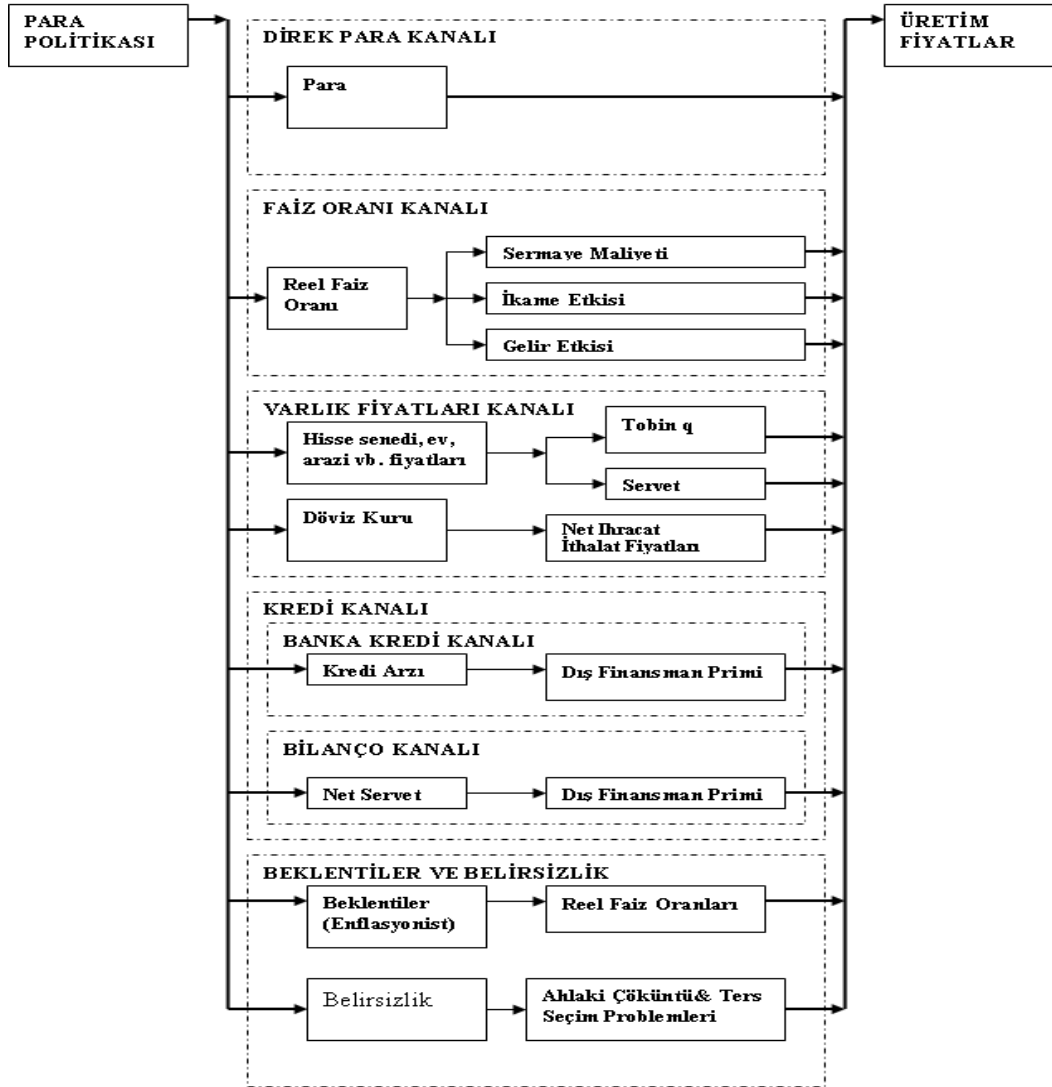 PARA
POLİTİKASI
ÜRETİM
FİYATLAR
DİREK PARA KANALI
Para
FAİZ ORANI KANALI
Reel Faiz
Oranı
Sermaye Maliyeti
İkame Etkisi
Gelir Etkisi
VARLIK FİYATLARI KANALI
Hisse senedi, ev,
arazi vb. fiyatları
Tobin q
Servet
Döviz Kuru
Net Ihracat
İthalat Fiyatları
KREDİ KANALI
BANKA KREDİ KANALI
Kredi Arzı
Dış Finansman Primi
BİLANÇO KANALI
Net Servet
Dış Finansman Primi
BEKLENTİLER VE BELİRSİZLİK
Beklentiler
(Enflasyonist)
Reel Faiz Oranları
Belirsizlik
Ahlaki Çöküntü& Ters
Seçim Problemleri